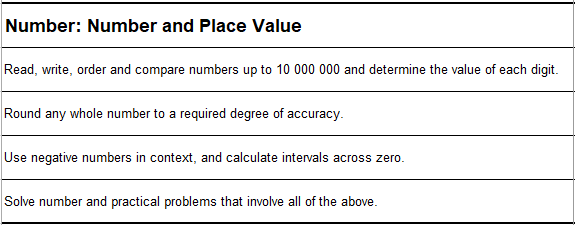 Number: Number and Place Value
Read, write, order and compare numbers up to 10 000 000 and determine the value of each digit.
Round any whole number to a required degree of accuracy.
Use negative numbers in context, and calculate intervals across zero.
Solve number and practical problems that involve all of the above.